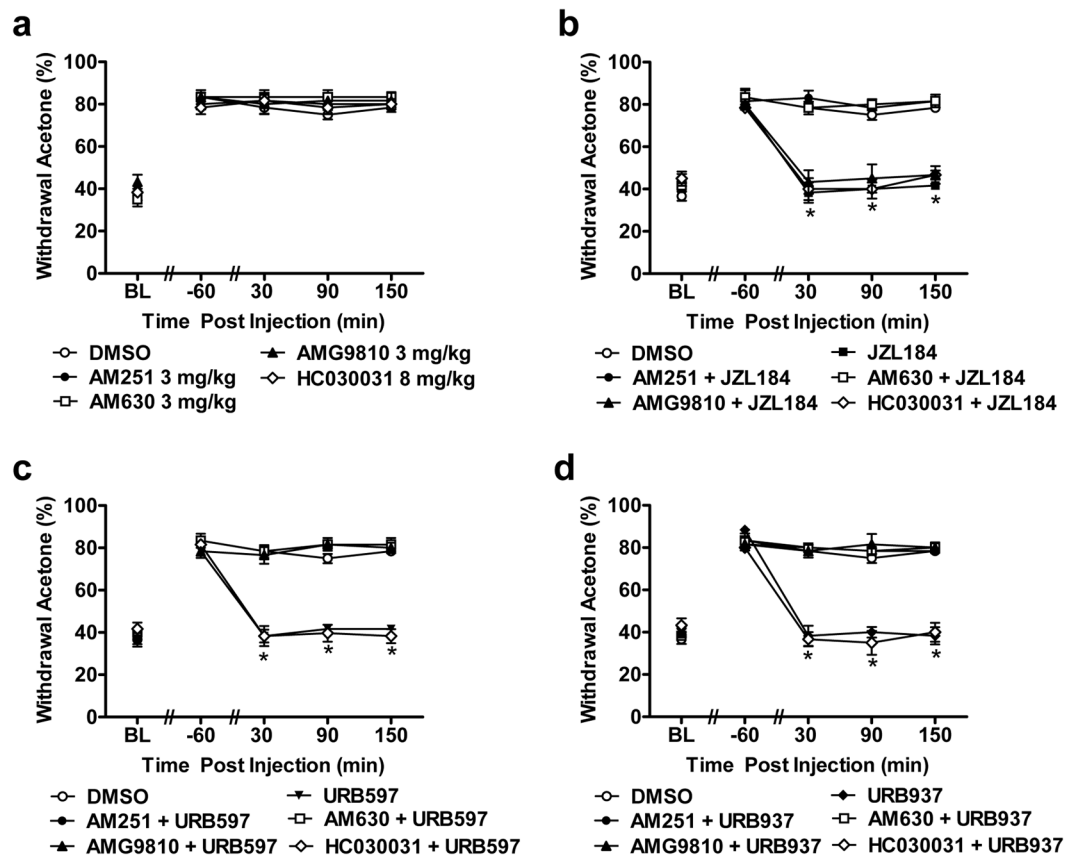 a
Withdrawal Acetone (%)
100
80
60
40
20
0
BL -60 30 90 150
Time Post Injection (min)
DMSO
AM251 3 mg/kg
AM630 3 mg/kg
AMG9810 3 mg/kg
HC030031 8 mg/kg
b
Withdrawal Acetone (%)
100
80
60
40
20
0
* * *
BL -60 30 90 150
Time Post Injection (min)
DMSO
AM251 + JZL184
AMG9810 + JZL184
JZL184
AM630 + JZL184
HC030031 + JZL184
c
Withdrawal Acetone (%)
100
80
60
40
20
0
* * *
BL -60 30 90 150
Time Post Injection (min)
DMSO
AM251 + URB597
AMG9810 + URB597
URB597
AM630 + URB597
HC030031 + URB597
d
Withdrawal Acetone (%)
100
80
60
40
20
0
* * *
BL -60 30 90 150
Time Post Injection (min)
DMSO
AM251 + URB937
AMG9810 + URB937
URB937
AM630 + URB937
HC030031 + URB937